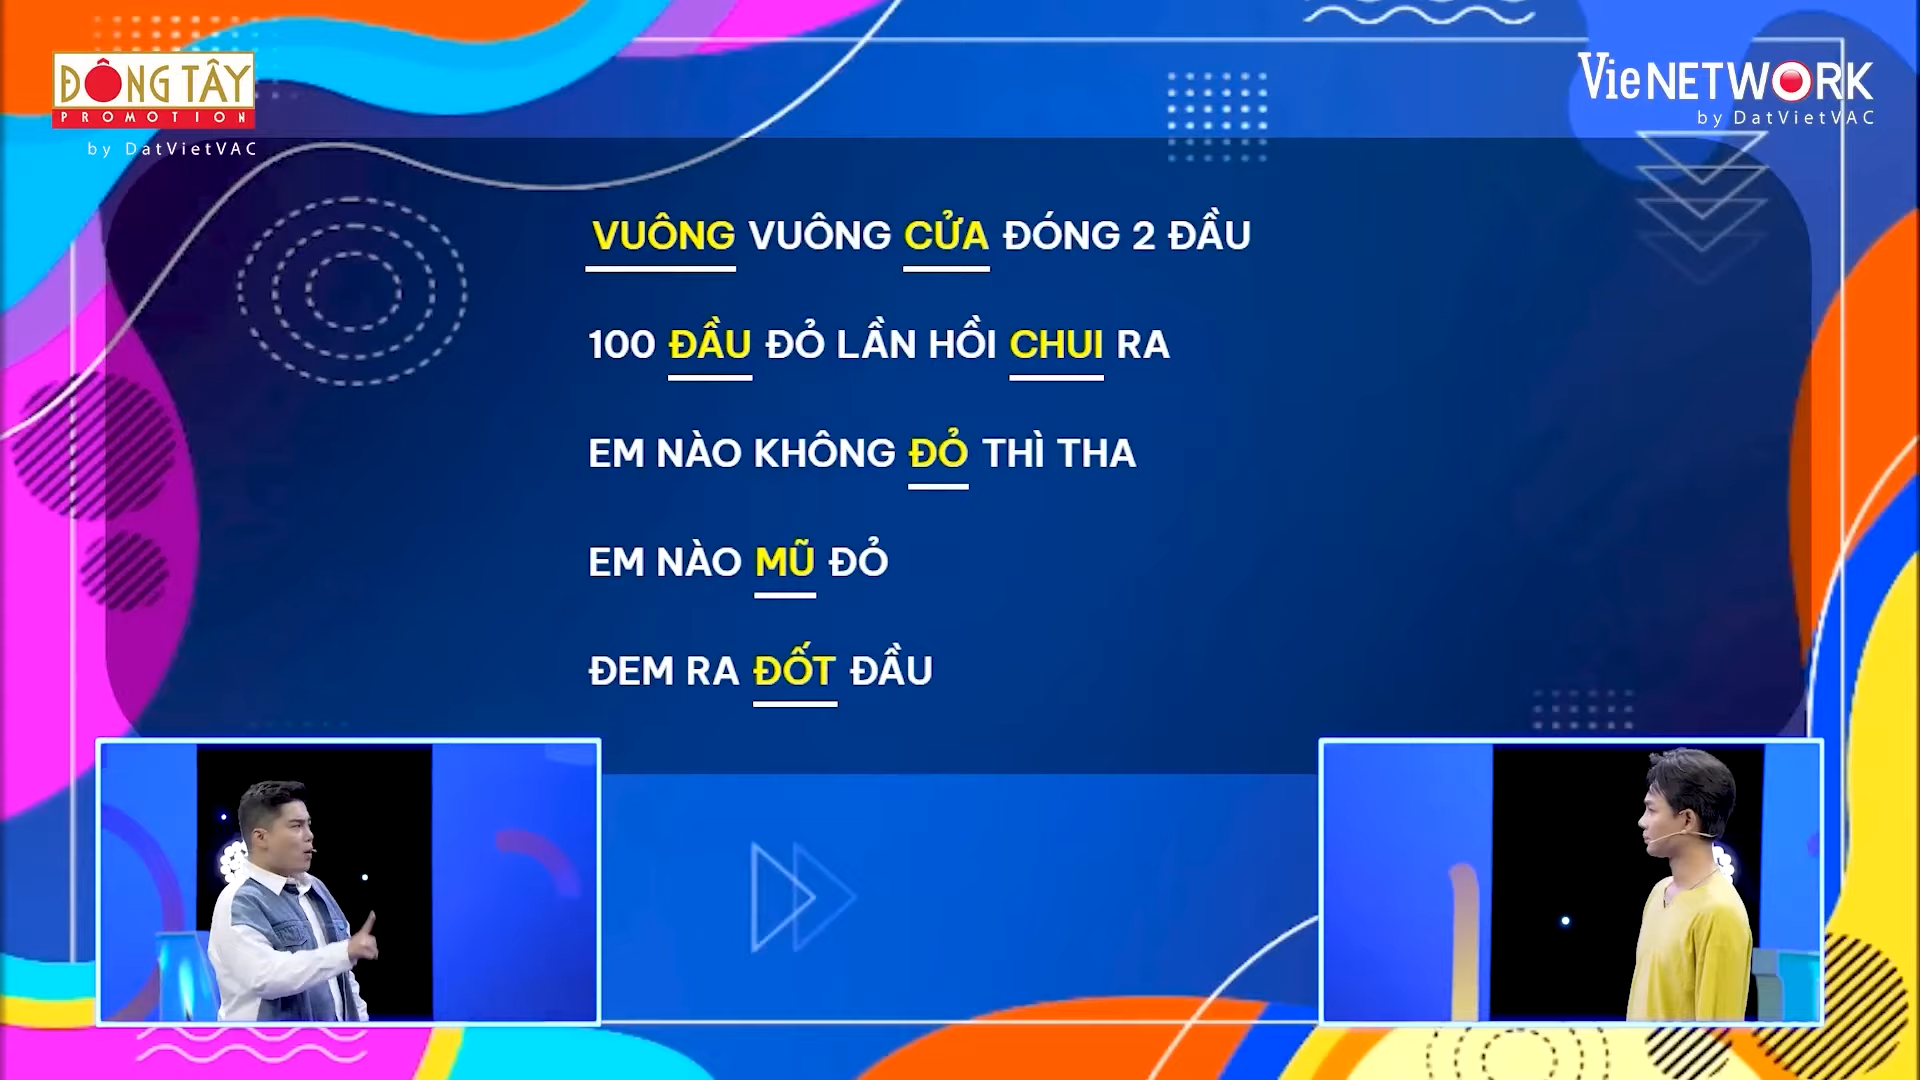 ĐÔNG TÂY
PROMOTION
by DatVietVAC
VieNETWORK
by DatVietVAC
VUÔNG VUÔNG CỬA ĐÓNG 2 ĐẦU
100 ĐẦU ĐỎ LẦN HỒI CHUI RA
EM NÀO KHÔNG ĐỎ THÌ THA
EM NÀO MŨ ĐỎ
ĐEM RA ĐỐT ĐẦU